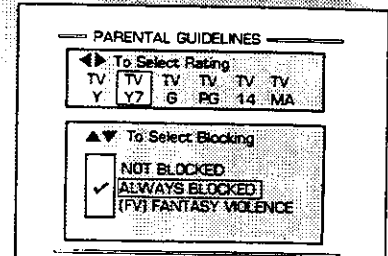 PARENTAL GUIDELINES
◀▶ To Select Rating
TV TV TV TV TV TV
Y Y7 G PG 14 MA
▲▼ To Select Blocking
NOT BLOCKED
✓ ALWAYS BLOCKED
(FV) FANTASY VIOLENCE